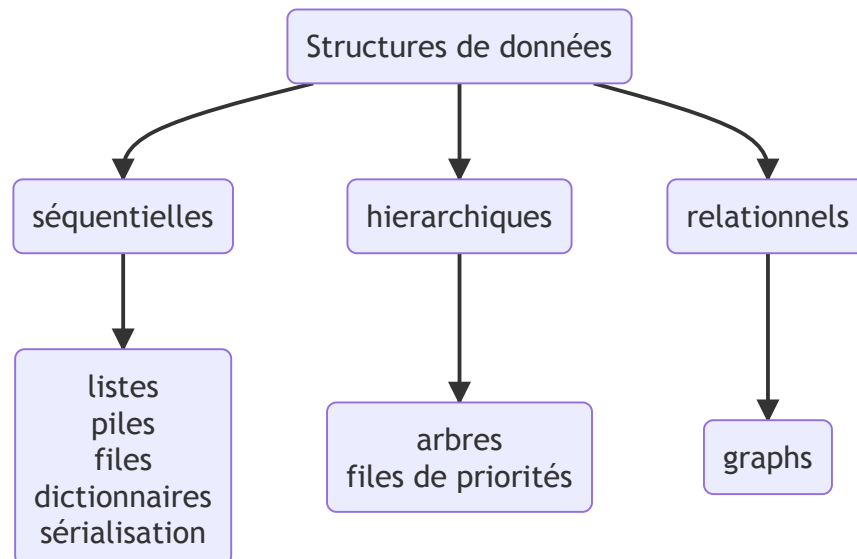 Structures de données
séquentielles
hierarchiques
relationnels
listes
piles
files
dictionnaires
sérialisation
arbres
files de priorités
graphs